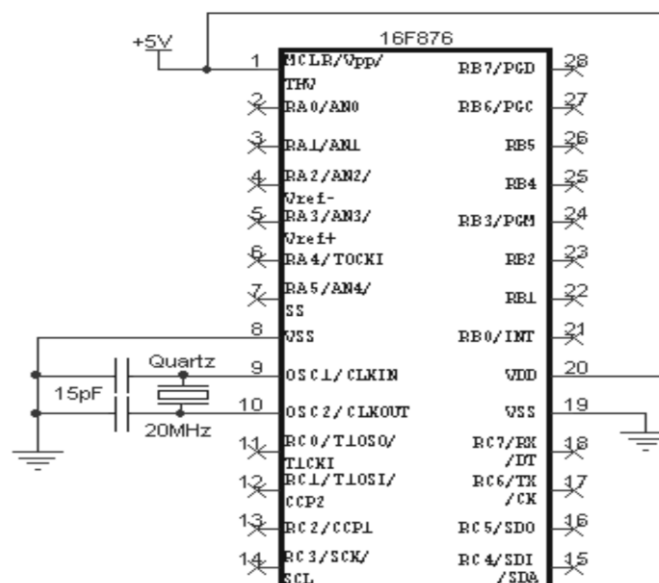 16F876
+5V
1 MCLR/Vpp/ RB7/PGD 28
THV
2 RA0/AN0 RB6/PGC 27
3 RA1/AN1 RB5 26
4 RA2/AN2/ RB4 25
Vref-
5 RA3/AN3/ RB3/PGM 24
Vref+
6 RA4/TOCKI RB2 23
7 RA5/AN4/ RB1 22
SS
8 VSS RB0/INT 21
Quartz
9 OSC1/CLKIN VDD 20
15pF
10 OSC2/CLKOUT VSS 19
20MHz
11 RC0/T1OSO/ RC7/RX 18
T1CKI /DT
12 RC1/T1OSI/ RC6/TX 17
CCP2 /CK
13 RC2/CCP1 RC5/SDO 16
14 RC3/SCK/ RC4/SDI 15
SCL /SDA